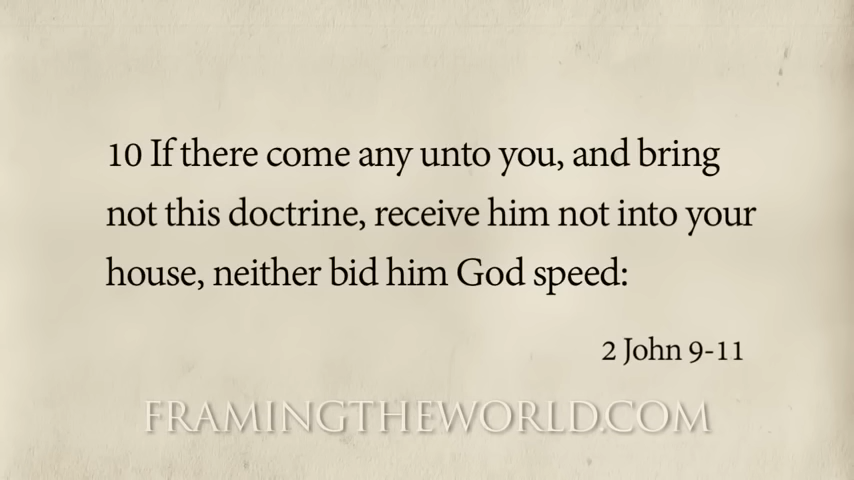 10 If there come any unto you, and bring
not this doctrine, receive him not into your
house, neither bid him God speed:
2 John 9-11
FRAMINGTHEWORLD.COM